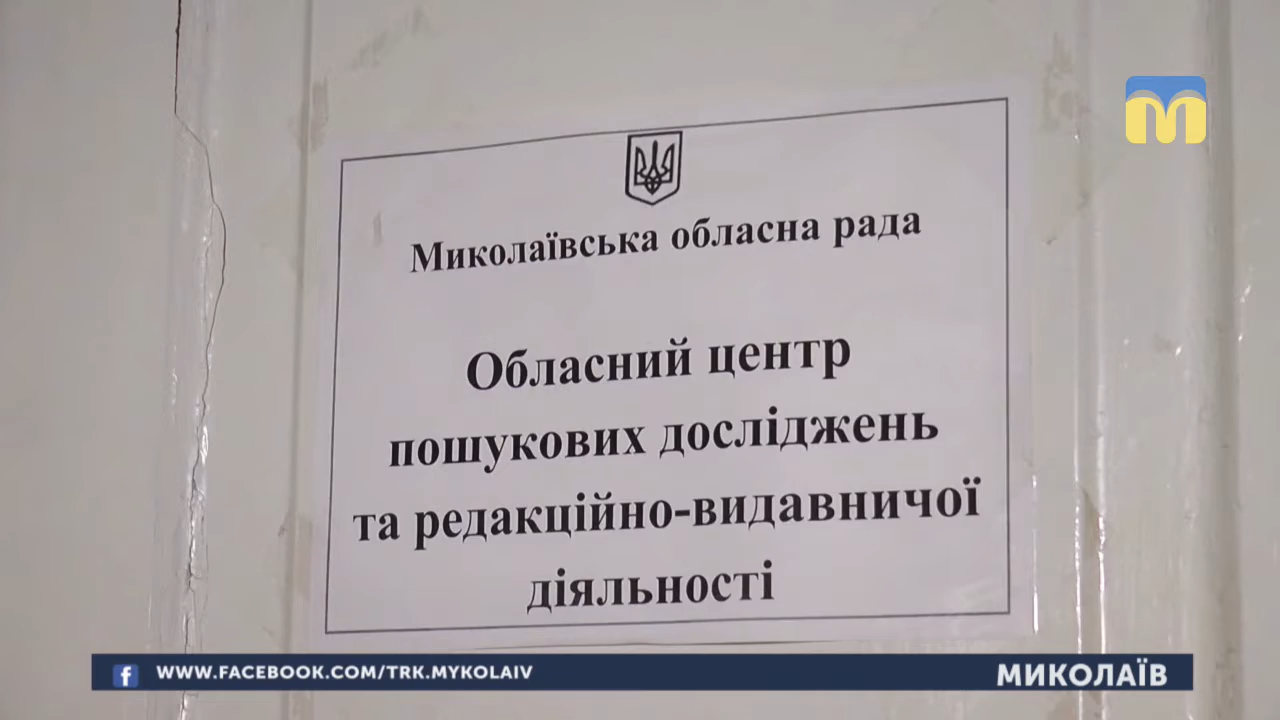 Миколаївська обласна рада
Обласний центр
пошукових досліджень
та редакційно-видавничої
діяльності
WWW.FACEBOOK.COM/TRK.MYKOLAIV
МИКОЛАЇВ